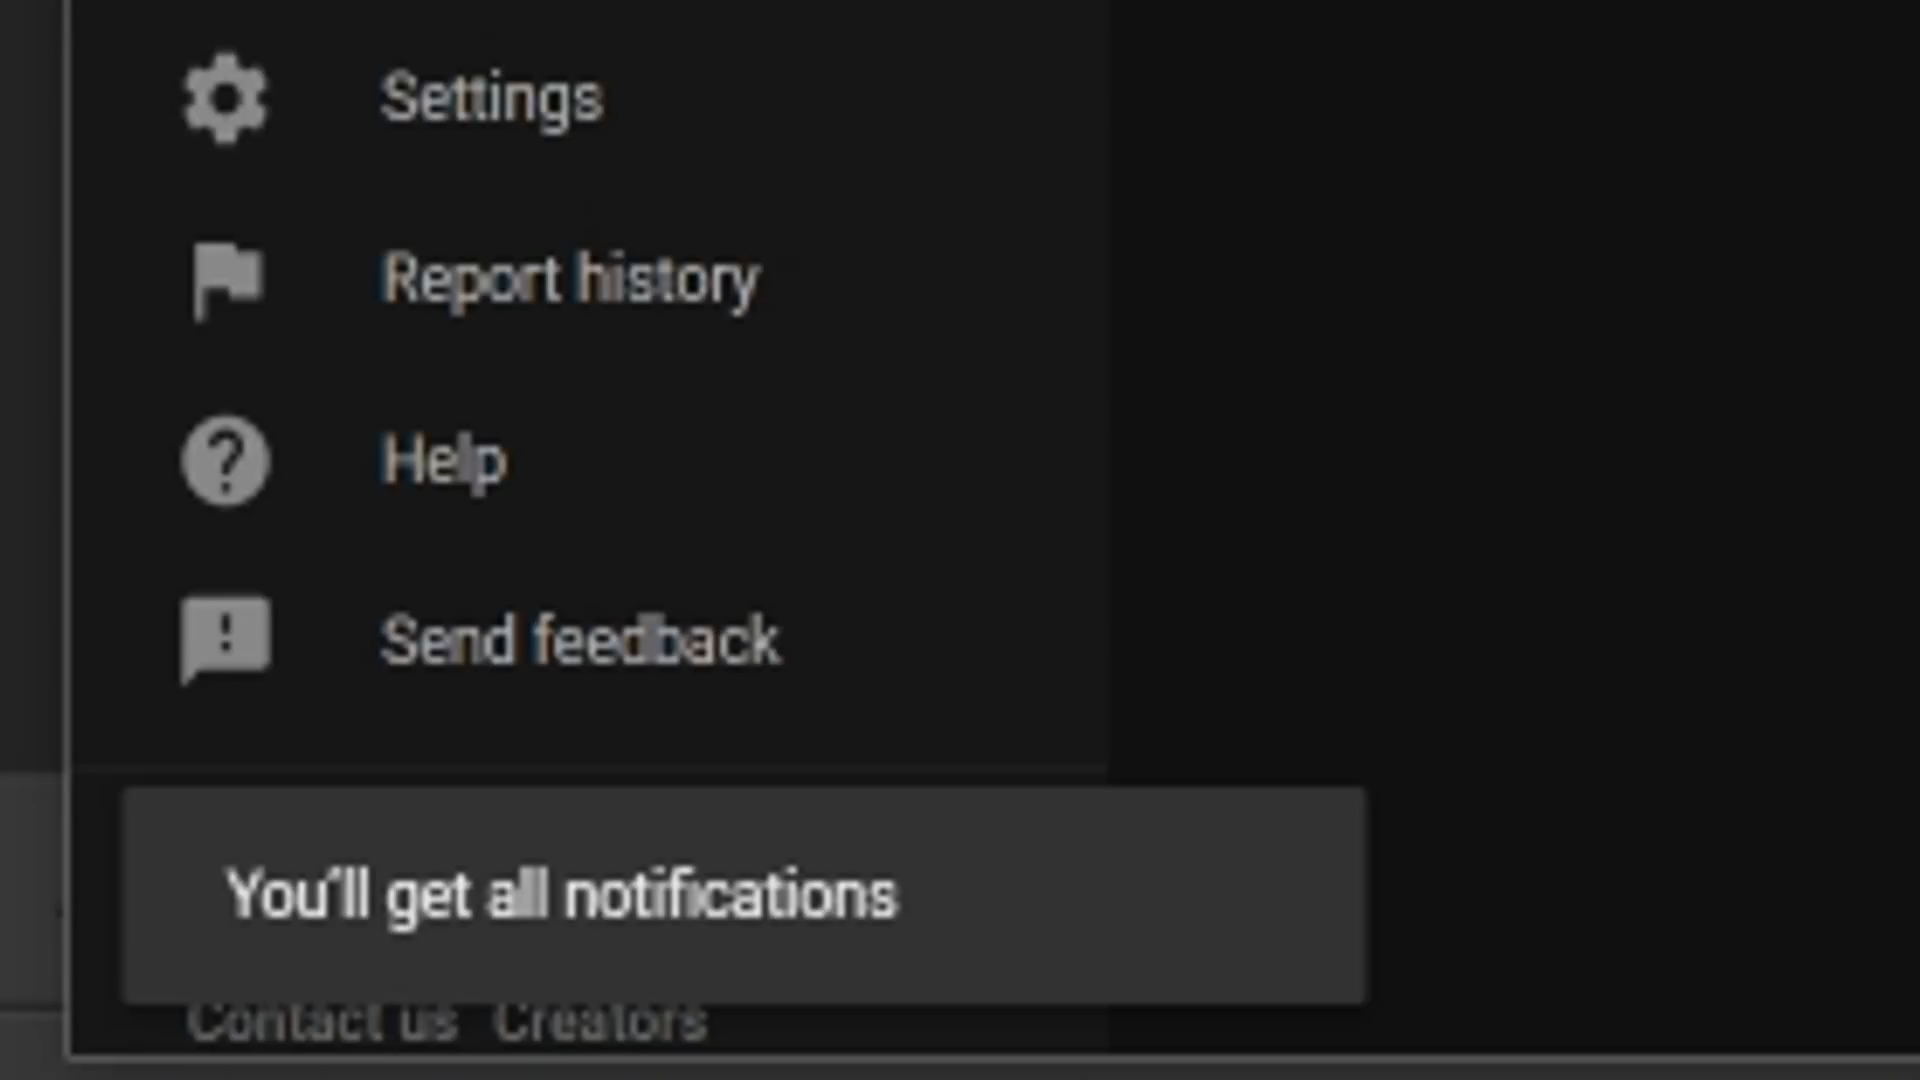 Settings
Report history
Help
Send feedback
You'll get all notifications
Contact us Creators